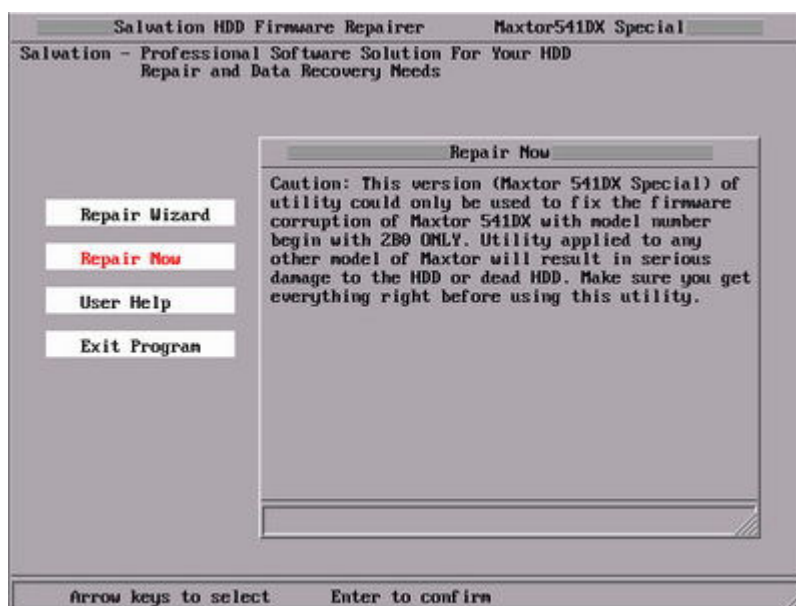 Salvation HDD Firmware Repairer Maxtor541DX Special
Salvation - Professional Software Solution For Your HDD
Repair and Data Recovery Needs
Repair Now
Caution: This version (Maxtor 541DX Special) of
utility could only be used to fix the firmware
corruption of Maxtor 541DX with model number
begin with 2B0 ONLY. Utility applied to any
other model of Maxtor will result in serious
damage to the HDD or dead HDD. Make sure you get
everything right before using this utility.
Repair Wizard
Repair Now
User Help
Exit Program
Arrow keys to select Enter to confirm